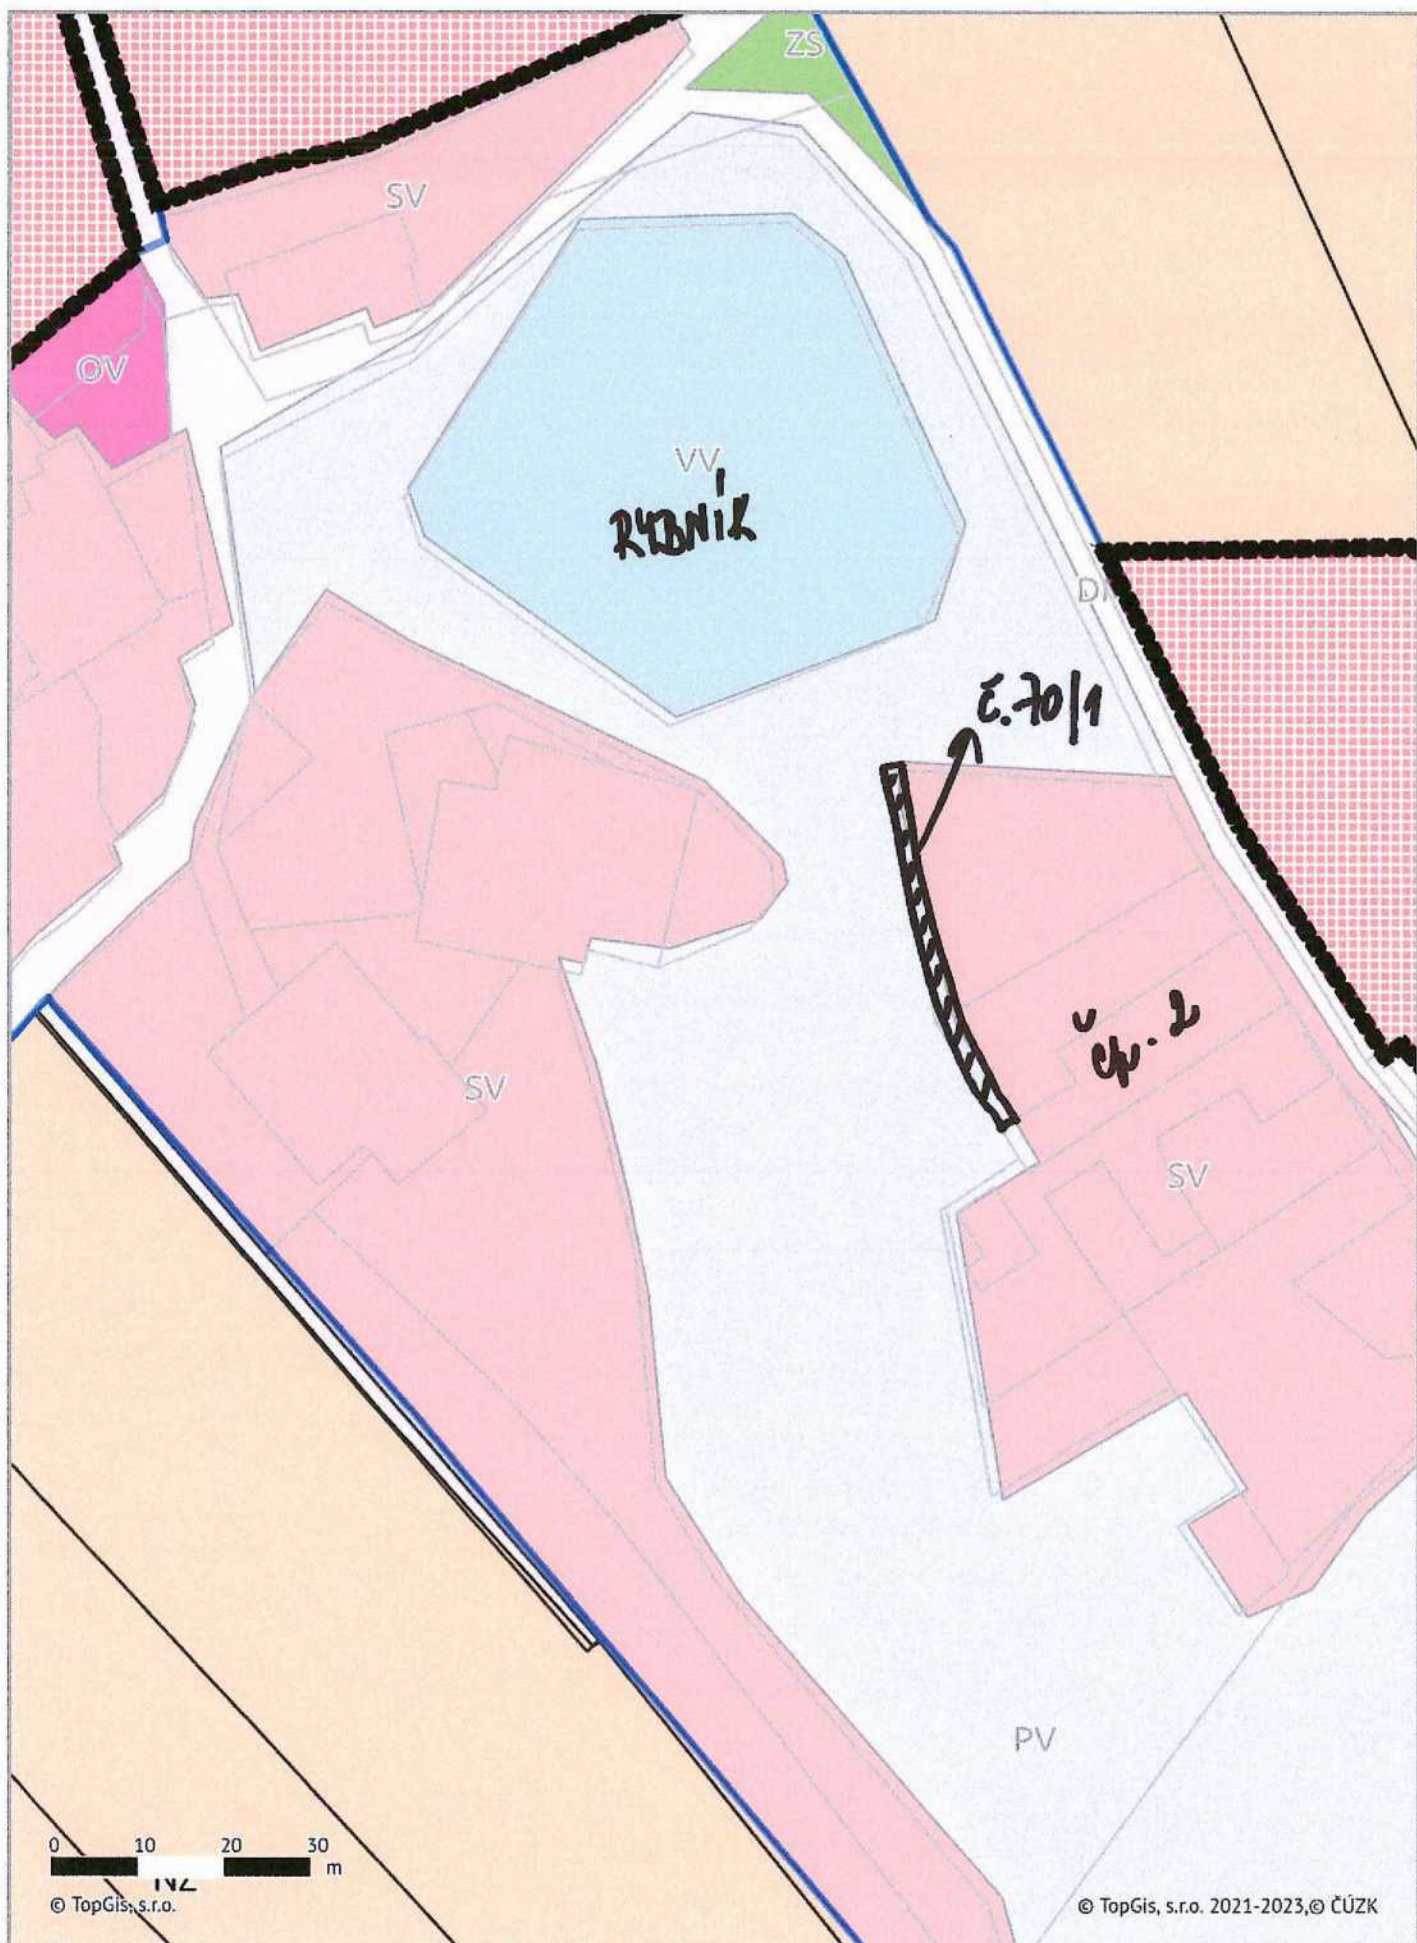 ZS
SV
OV
VV
RYBNÍK
č.70/1
čp. 2
SV
SV
PV
0 10 20 30
m
NZ
© TopGis, s.r.o.
© TopGis, s.r.o. 2021-2023,© ČÚZK